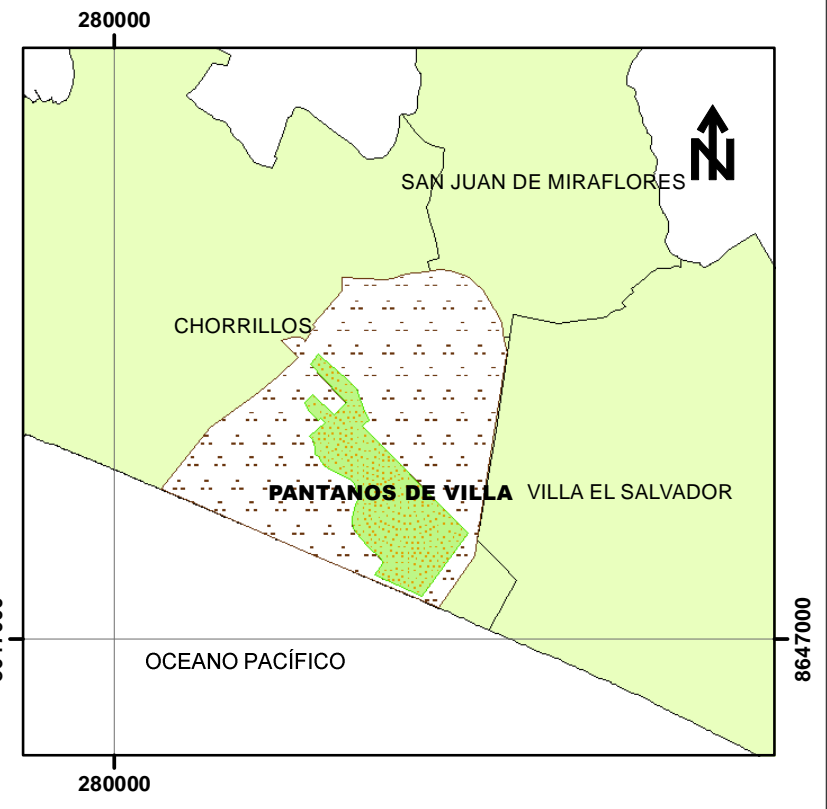 280000
N
SAN JUAN DE MIRAFLORES
CHORRILLOS
PANTANOS DE VILLA
VILLA EL SALVADOR
8647000
OCEANO PACÍFICO
280000